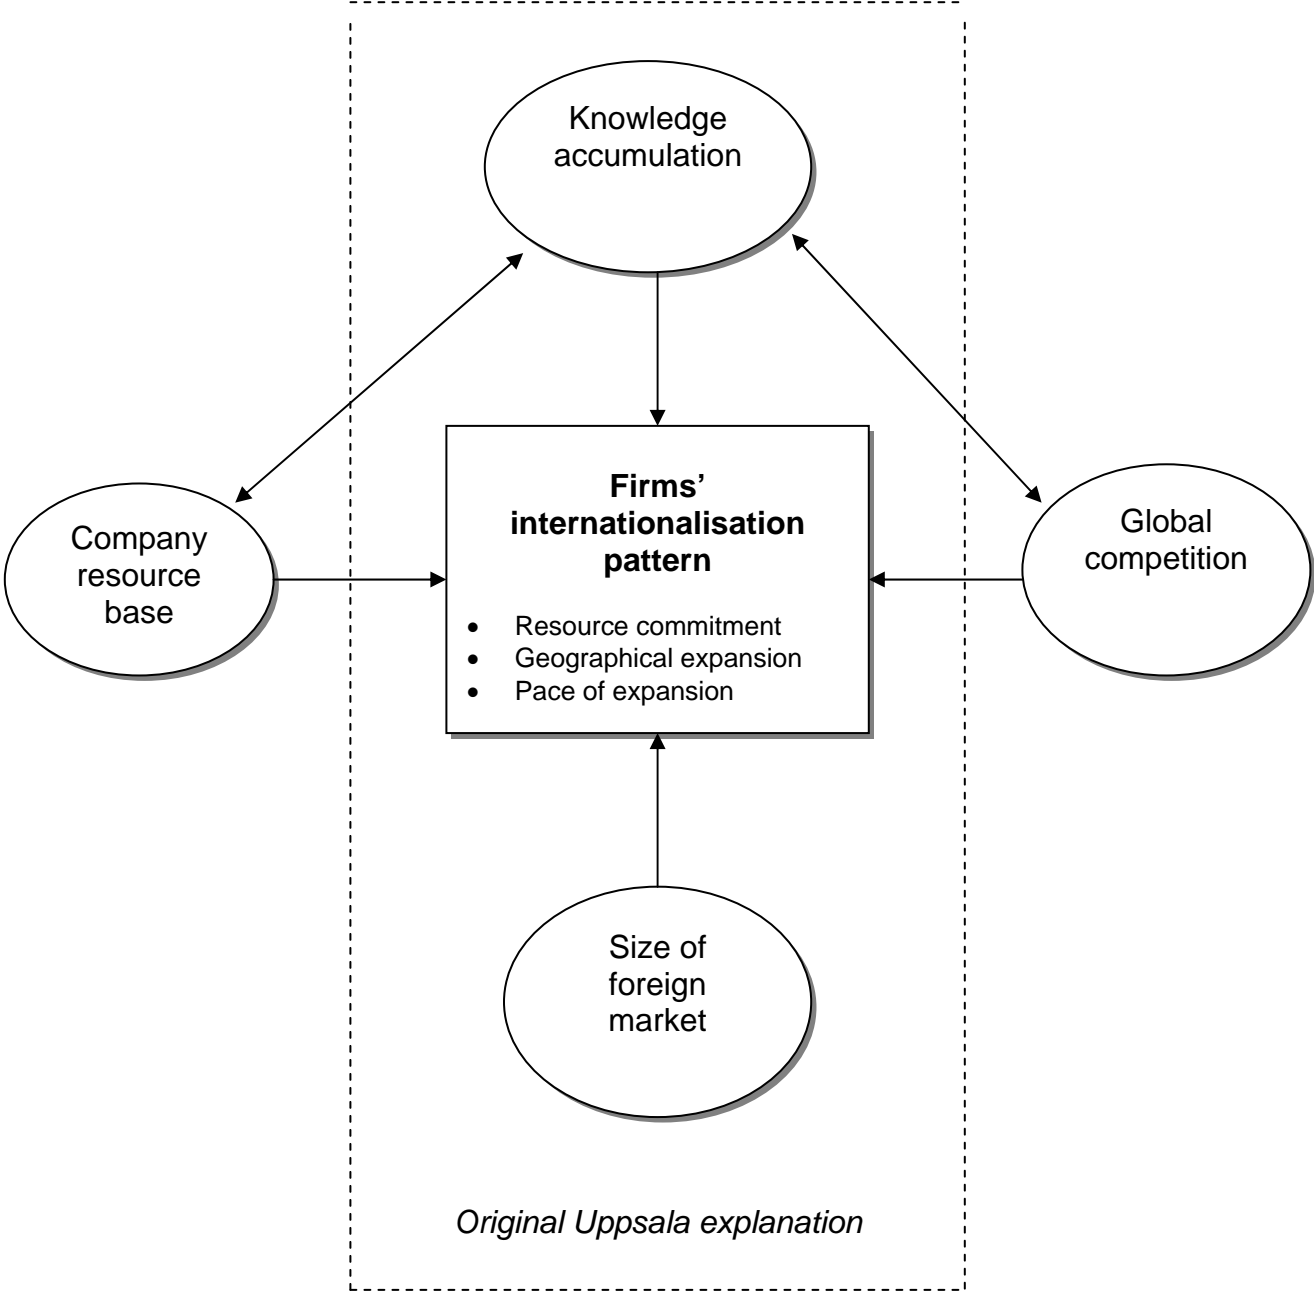 Knowledge
accumulation
Company
resource
base
Firms’
internationalisation
pattern
• Resource commitment
• Geographical expansion
• Pace of expansion
Global
competition
Size of
foreign
market
Original Uppsala explanation